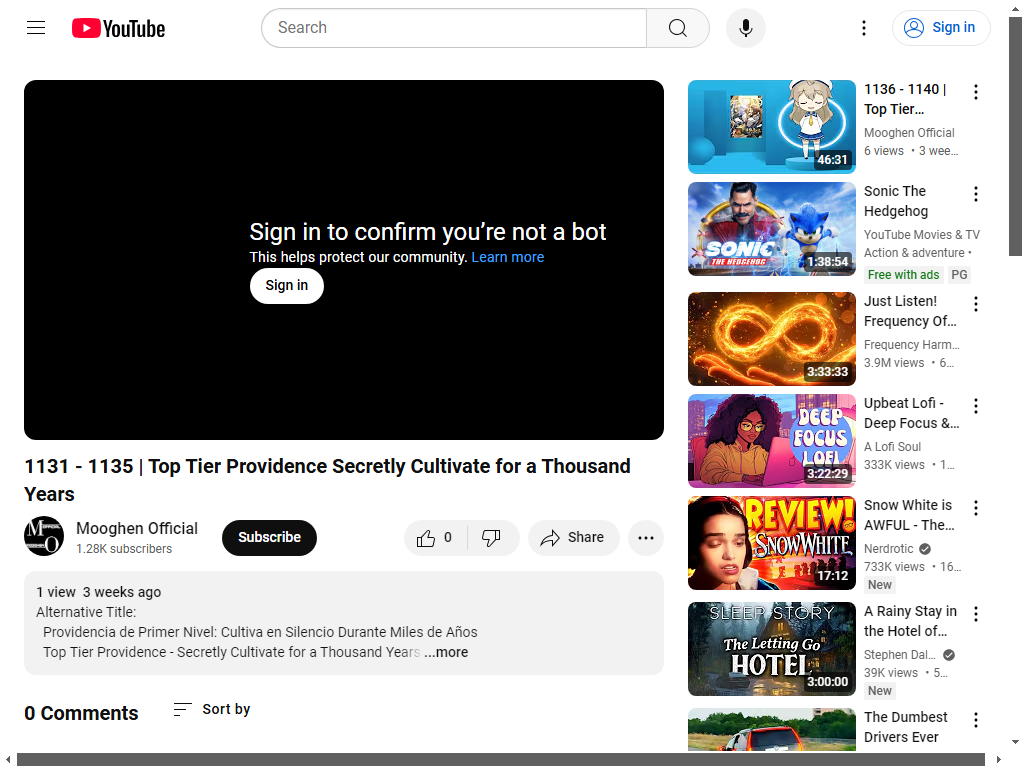 YouTube
Search
Sign in
Sign in to confirm you’re not a bot
This helps protect our community. Learn more
Sign in
1131 - 1135 | Top Tier Providence Secretly Cultivate for a Thousand
Years
Mooghen Official
1.28K subscribers
Subscribe
0
Share
1 view 3 weeks ago
Alternative Title:
Providencia de Primer Nivel: Cultiva en Silencio Durante Miles de Años
Top Tier Providence - Secretly Cultivate for a Thousand Years ...more
0 Comments
Sort by
46:31
1136 - 1140 |
Top Tier...
Mooghen Official
6 views • 3 wee...
SONIC
THE HEDGEHOG
1:38:54
Sonic The
Hedgehog
YouTube Movies & TV
Action & adventure •
Free with ads PG
3:33:33
Just Listen!
Frequency Of...
Frequency Harm...
3.9M views • 6...
DEEP
FOCUS
LOFI
3:22:29
Upbeat Lofi -
Deep Focus &...
A Lofi Soul
333K views • 1...
REVIEW!
SNOW WHITE
17:12
Snow White is
AWFUL - The...
Nerdrotic
733K views • 16...
New
SLEEP STORY
The Letting Go
HOTEL
3:00:00
A Rainy Stay in
the Hotel of...
Stephen Dal...
39K views • 5...
New
The Dumbest
Drivers Ever